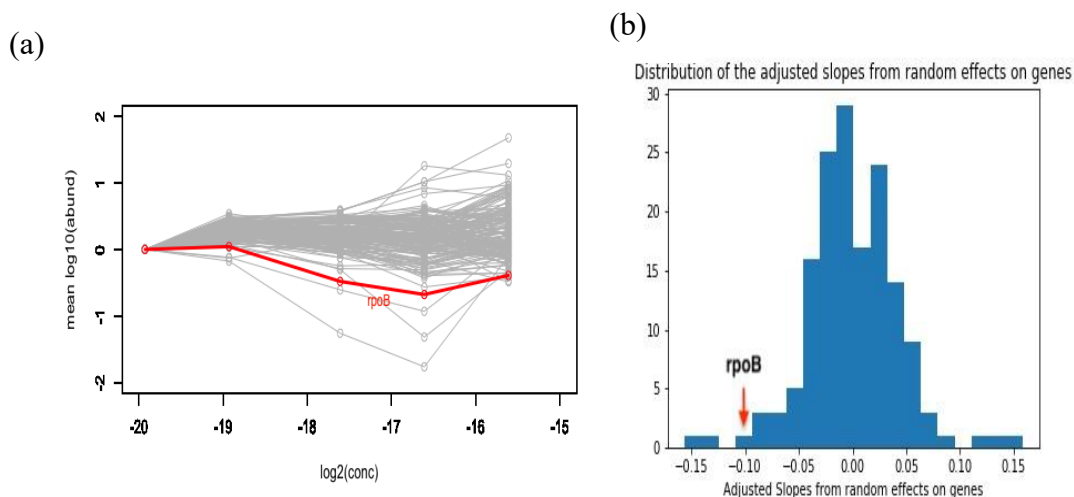 (a)
mean log10(abund)
2
1
0
-1
-2
rpoB
-20 -19 -18 -17 -16 -15
log2(conc)
(b)
Distribution of the adjusted slopes from random effects on genes
30
25
20
15
10
5
0
rpoB
−0.15 −0.10 −0.05 0.00 0.05 0.10 0.15
Adjusted Slopes from random effects on genes